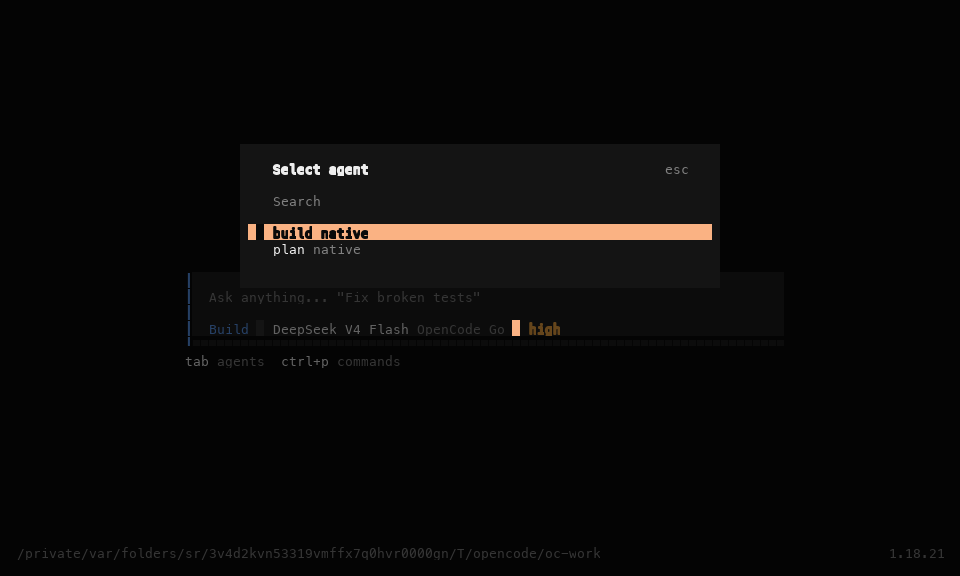 Select agent esc
Search
build native
plan native
Ask anything... "Fix broken tests"
Build DeepSeek V4 Flash OpenCode Go high
tab agents ctrl+p commands
/private/var/folders/sr/3v4d2kvn53319vmffx7q0hvr0000gn/T/opencode/oc-work 1.18.21